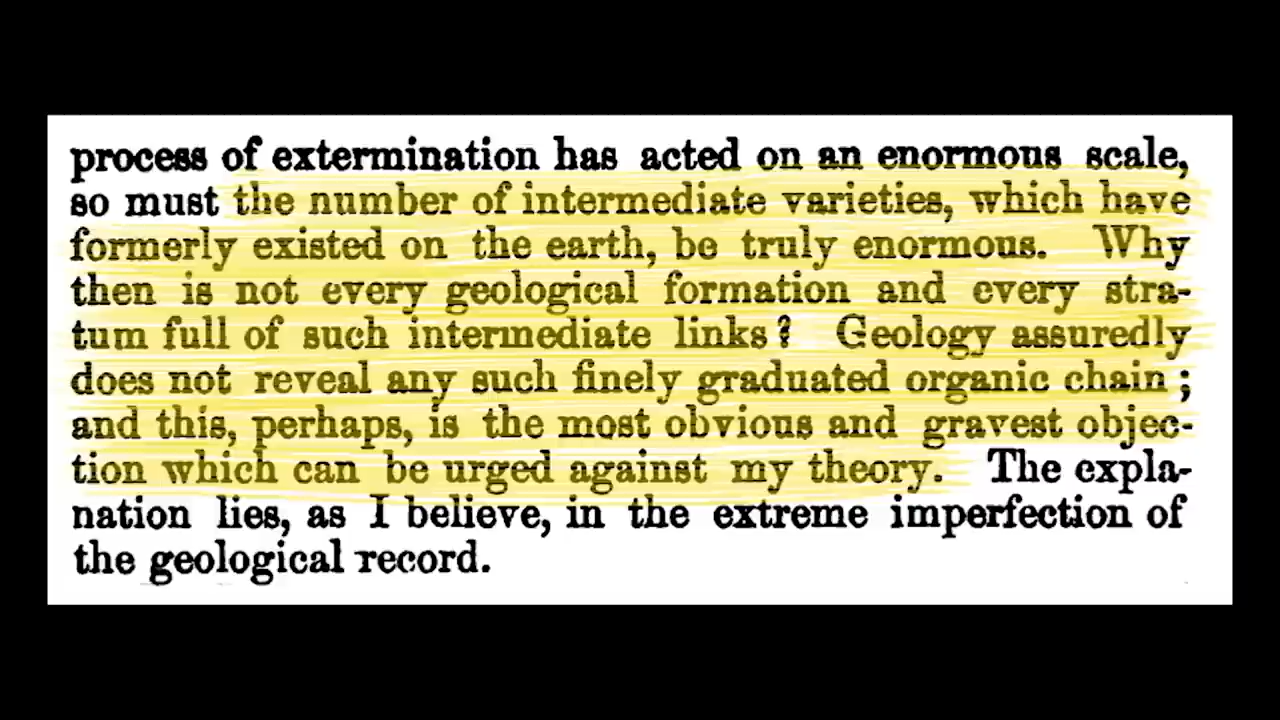 process of extermination has acted on an enormous scale,
so must the number of intermediate varieties, which have
formerly existed on the earth, be truly enormous. Why
then is not every geological formation and every stra-
tum full of such intermediate links? Geology assuredly
does not reveal any such finely graduated organic chain;
and this, perhaps, is the most obvious and gravest objec-
tion which can be urged against my theory. The expla-
nation lies, as I believe, in the extreme imperfection of
the geological record.